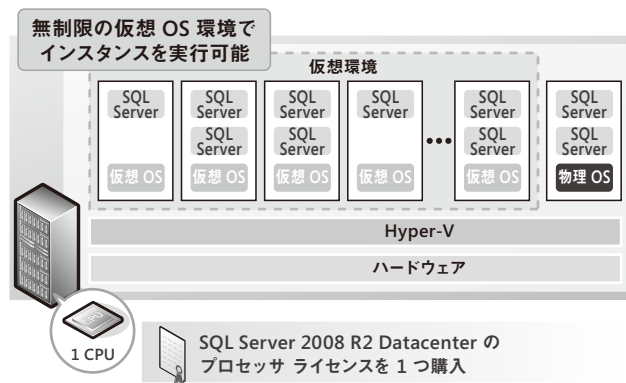 無制限の仮想 OS 環境で
インスタンスを実行可能
仮想環境
SQL
Server
仮想 OS
SQL
Server
SQL
Server
仮想 OS
SQL
Server
SQL
Server
仮想 OS
SQL
Server
仮想 OS
•••
SQL
Server
SQL
Server
仮想 OS
SQL
Server
SQL
Server
物理 OS
Hyper-V
ハードウェア
CPU
1 CPU
SQL Server 2008 R2 Datacenter の
プロセッサ ライセンスを 1 つ購入